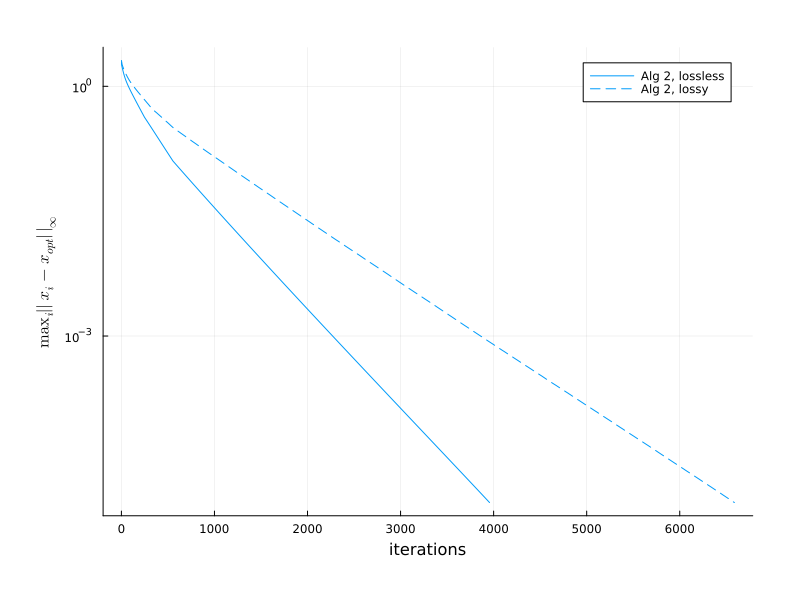 Alg 2, lossless
Alg 2, lossy
10^0
10^-3
max_i|| x_i − x_opt||_∞
0 1000 2000 3000 4000 5000 6000
iterations